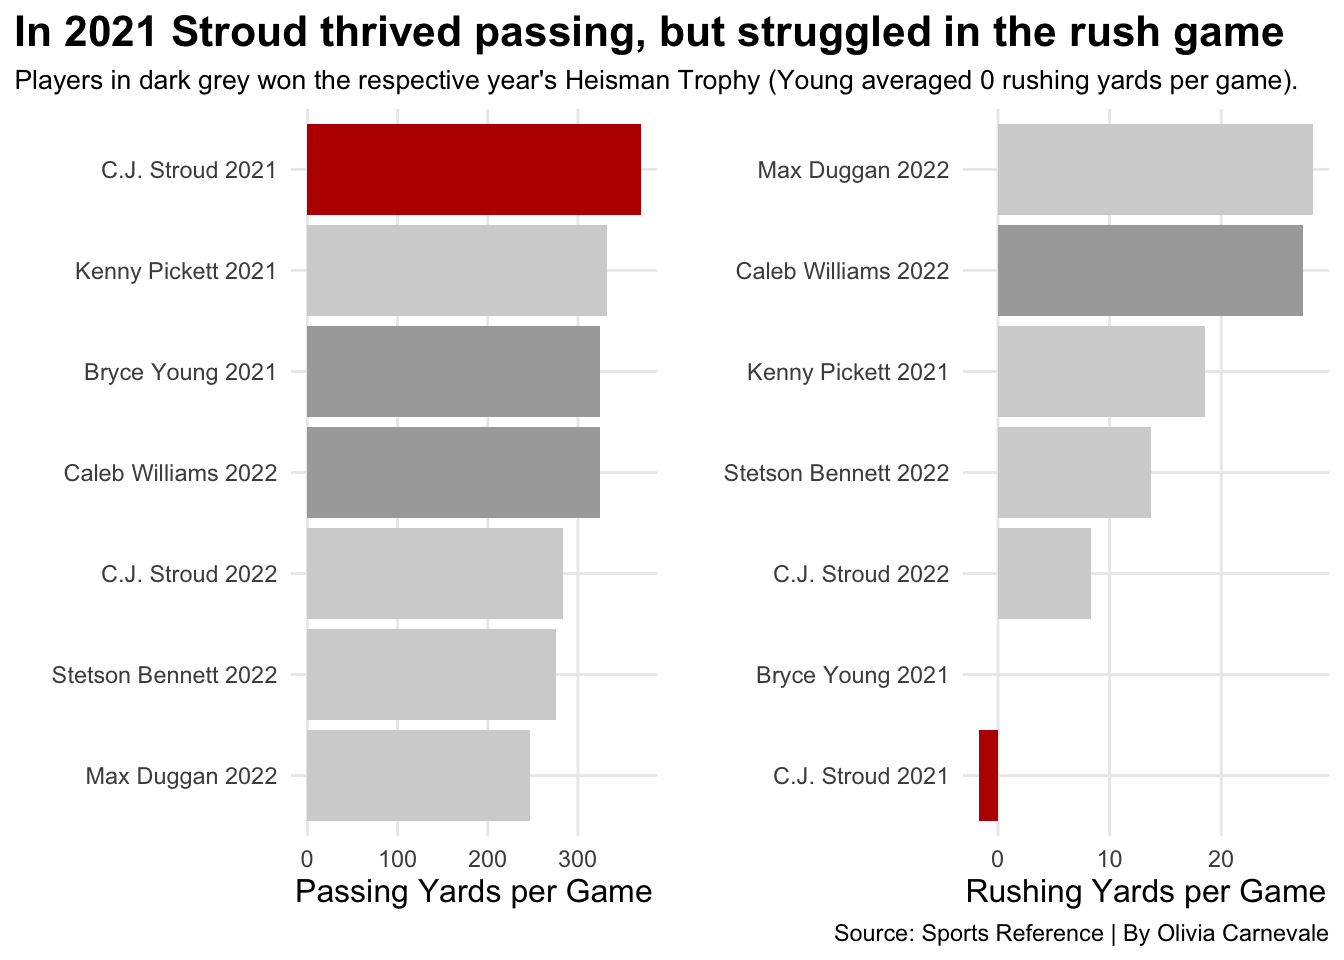 In 2021 Stroud thrived passing, but struggled in the rush game
Players in dark grey won the respective year's Heisman Trophy (Young averaged 0 rushing yards per game).
C.J. Stroud 2021
Kenny Pickett 2021
Bryce Young 2021
Caleb Williams 2022
C.J. Stroud 2022
Stetson Bennett 2022
Max Duggan 2022
0 100 200 300
Passing Yards per Game
Max Duggan 2022
Caleb Williams 2022
Kenny Pickett 2021
Stetson Bennett 2022
C.J. Stroud 2022
Bryce Young 2021
C.J. Stroud 2021
0 10 20
Rushing Yards per Game
Source: Sports Reference | By Olivia Carnevale